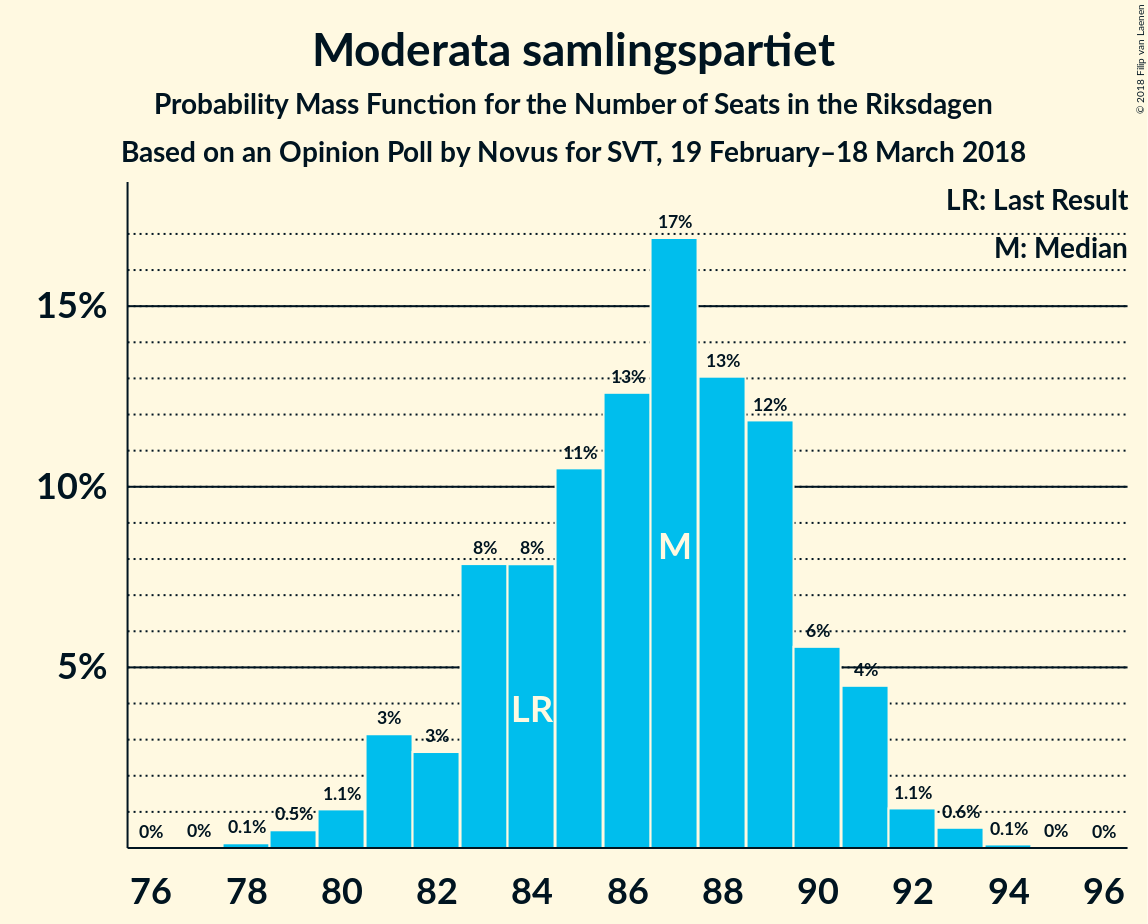 Moderata samlingspartiet
Probability Mass Function for the Number of Seats in the Riksdagen
Based on an Opinion Poll by Novus for SVT, 19 February–18 March 2018
© 2018 Filip van Laenen
LR: Last Result
M: Median
15%
10%
5%
0%
0%
0.1%
0.5%
1.1%
3%
3%
8%
8%
11%
13%
17%
13%
12%
6%
4%
1.1%
0.6%
0.1%
0%
0%
LR
M
76 78 80 82 84 86 88 90 92 94 96